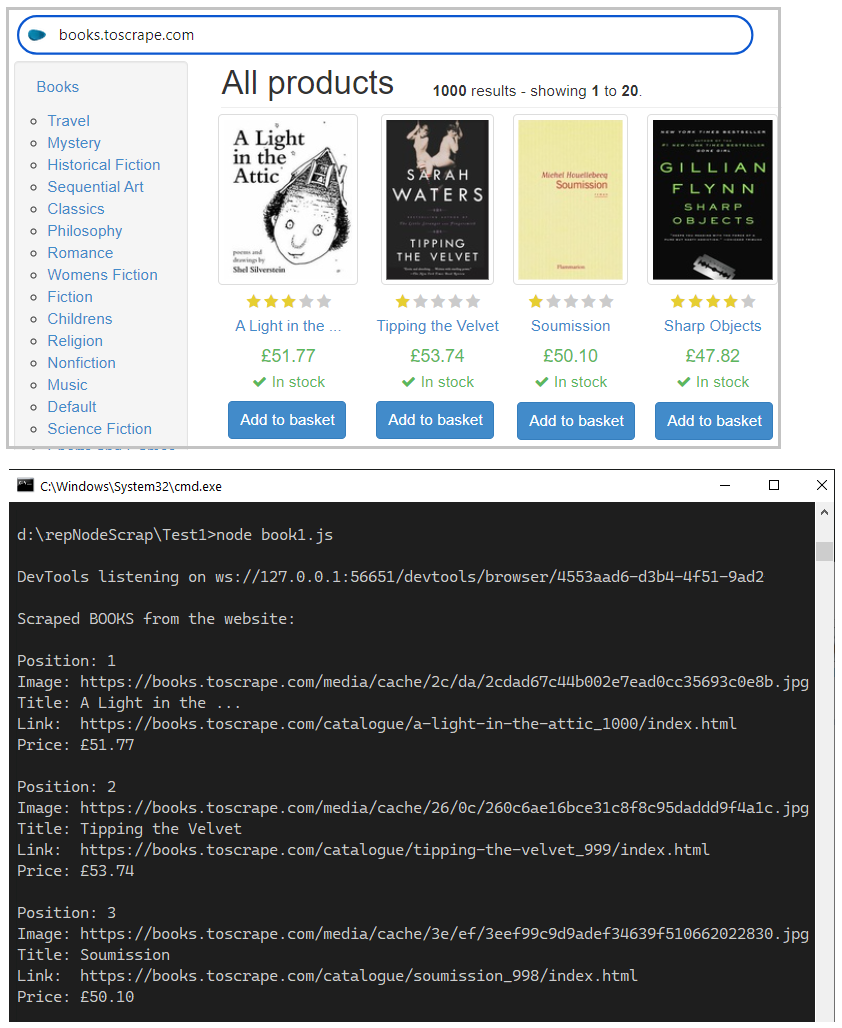 books.toscrape.com
Books
Travel
Mystery
Historical Fiction
Sequential Art
Classics
Philosophy
Romance
Womens Fiction
Fiction
Childrens
Religion
Nonfiction
Music
Default
Science Fiction
All products
1000 results - showing 1 to 20.
A Light
in the
Attic
poems and
drawings by
Shel Silverstein
SARAH
WATERS
TIPPING
THE VELVET
Michel Houellebecq
Soumission
Flammarion
NEW YORK TIMES BESTSELLER
GONE GIRL
GILLIAN
FLYNN
SHARP
OBJECTS
A Light in the ...
£51.77
In stock
Add to basket
Tipping the Velvet
£53.74
In stock
Add to basket
Soumission
£50.10
In stock
Add to basket
Sharp Objects
£47.82
In stock
Add to basket
C:\Windows\System32\cmd.exe
d:\repNodeScrap\Test1>node book1.js
DevTools listening on ws://127.0.0.1:56651/devtools/browser/4553aad6-d3b4-4f51-9ad2
Scraped BOOKS from the website:
Position: 1
Image: https://books.toscrape.com/media/cache/2c/da/2cdad67c44b002e7ead0cc35693c0e8b.jpg
Title: A Light in the ...
Link:  https://books.toscrape.com/catalogue/a-light-in-the-attic_1000/index.html
Price: £51.77
Position: 2
Image: https://books.toscrape.com/media/cache/26/0c/260c6ae16bce31c8f8c95daddd9f4a1c.jpg
Title: Tipping the Velvet
Link:  https://books.toscrape.com/catalogue/tipping-the-velvet_999/index.html
Price: £53.74
Position: 3
Image: https://books.toscrape.com/media/cache/3e/ef/3eef99c9d9adef34639f510662022830.jpg
Title: Soumission
Link:  https://books.toscrape.com/catalogue/soumission_998/index.html
Price: £50.10